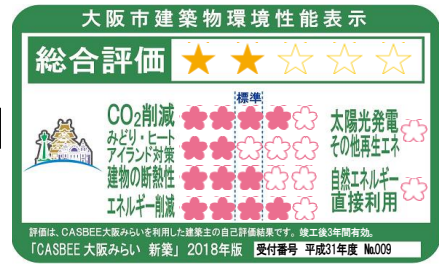 大阪市建築物環境性能表示
総合評価
標準
CO₂削減
みどり・ヒート
アイランド対策
建物の断熱性
エネルギー削減
太陽光発電
その他再生エネ
自然エネルギー
直接利用
評価は、CASBEE大阪みらいを利用した建築主の自己評価結果です。竣工後3年間有効。
「CASBEE大阪みらい 新築」2018年版 受付番号 平成31年度 №009